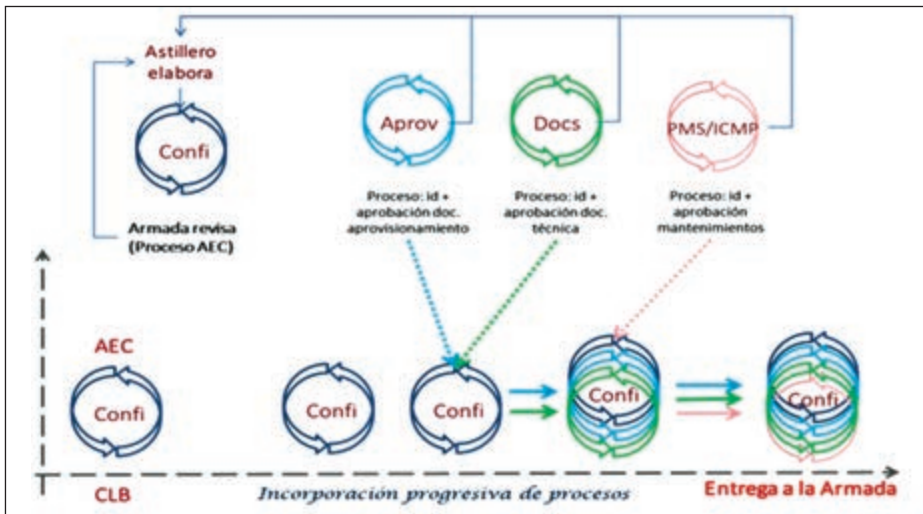 Astillero
elabora
Confi
Armada revisa
(Proceso AEC)
Aprov
Proceso: id +
aprobación doc.
aprovisionamiento
Docs
Proceso: id +
aprobación doc.
técnica
PMS/ICMP
Proceso: id +
aprobación
mantenimientos
AEC
Confi
Confi
Confi
Confi
Confi
CLB
Incorporación progresiva de procesos
Entrega a la Armada